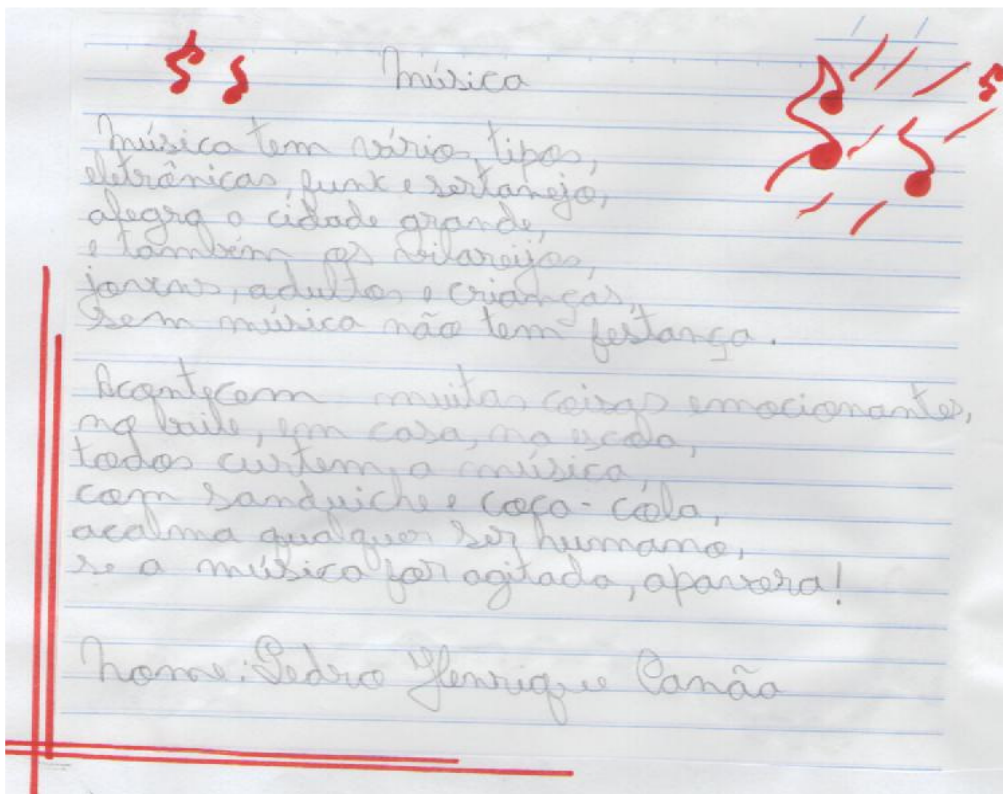 Música
Música tem vários tipos,
eletrônicas, funk e sertanejo,
alegra a cidade grande,
e também os vilareijos,
jovens, adultos e crianças,
sem música não tem festança.
Acontecem muitas coisas emocionantes,
no baile, em casa, na escola,
todos curtem a música,
com sanduiche e coca-cola,
acalma qualquer ser humano,
se a música for agitada, apavora!
Nome: Pedro Henrique Canão